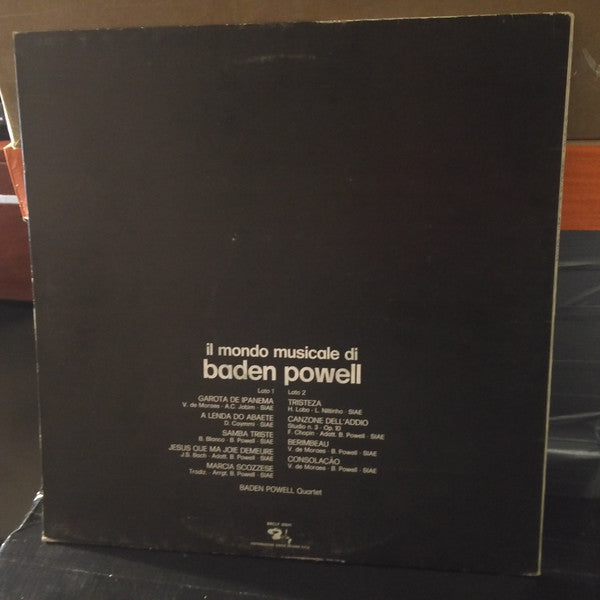 il mondo musicale di
baden powell
Lato 1
GAROTA DE IPANEMA
V. de Moraes - A.C. Jobim - SIAE
A LENDA DO ABAETE
D. Caymmi - SIAE
SAMBA TRISTE
B. Blanco - B. Powell - SIAE
JESUS QUE MA JOIE DEMEURE
J.S. Bach - Adatt. B. Powell - SIAE
MARCIA SCOZZESE
Tradiz. - Arrgt. B. Powell - SIAE
Lato 2
TRISTEZA
H. Lobo - L. Niltinho - SIAE
CANZONE DELL'ADDIO
Studio n. 3 - Op. 10
F. Chopin - Adatt. B. Powell - SIAE
BERIMBEAU
V. de Moraes - B. Powell - SIAE
CONSOLAÇÃO
V. de Moraes - B. Powell - SIAE
BADEN POWELL Quartet